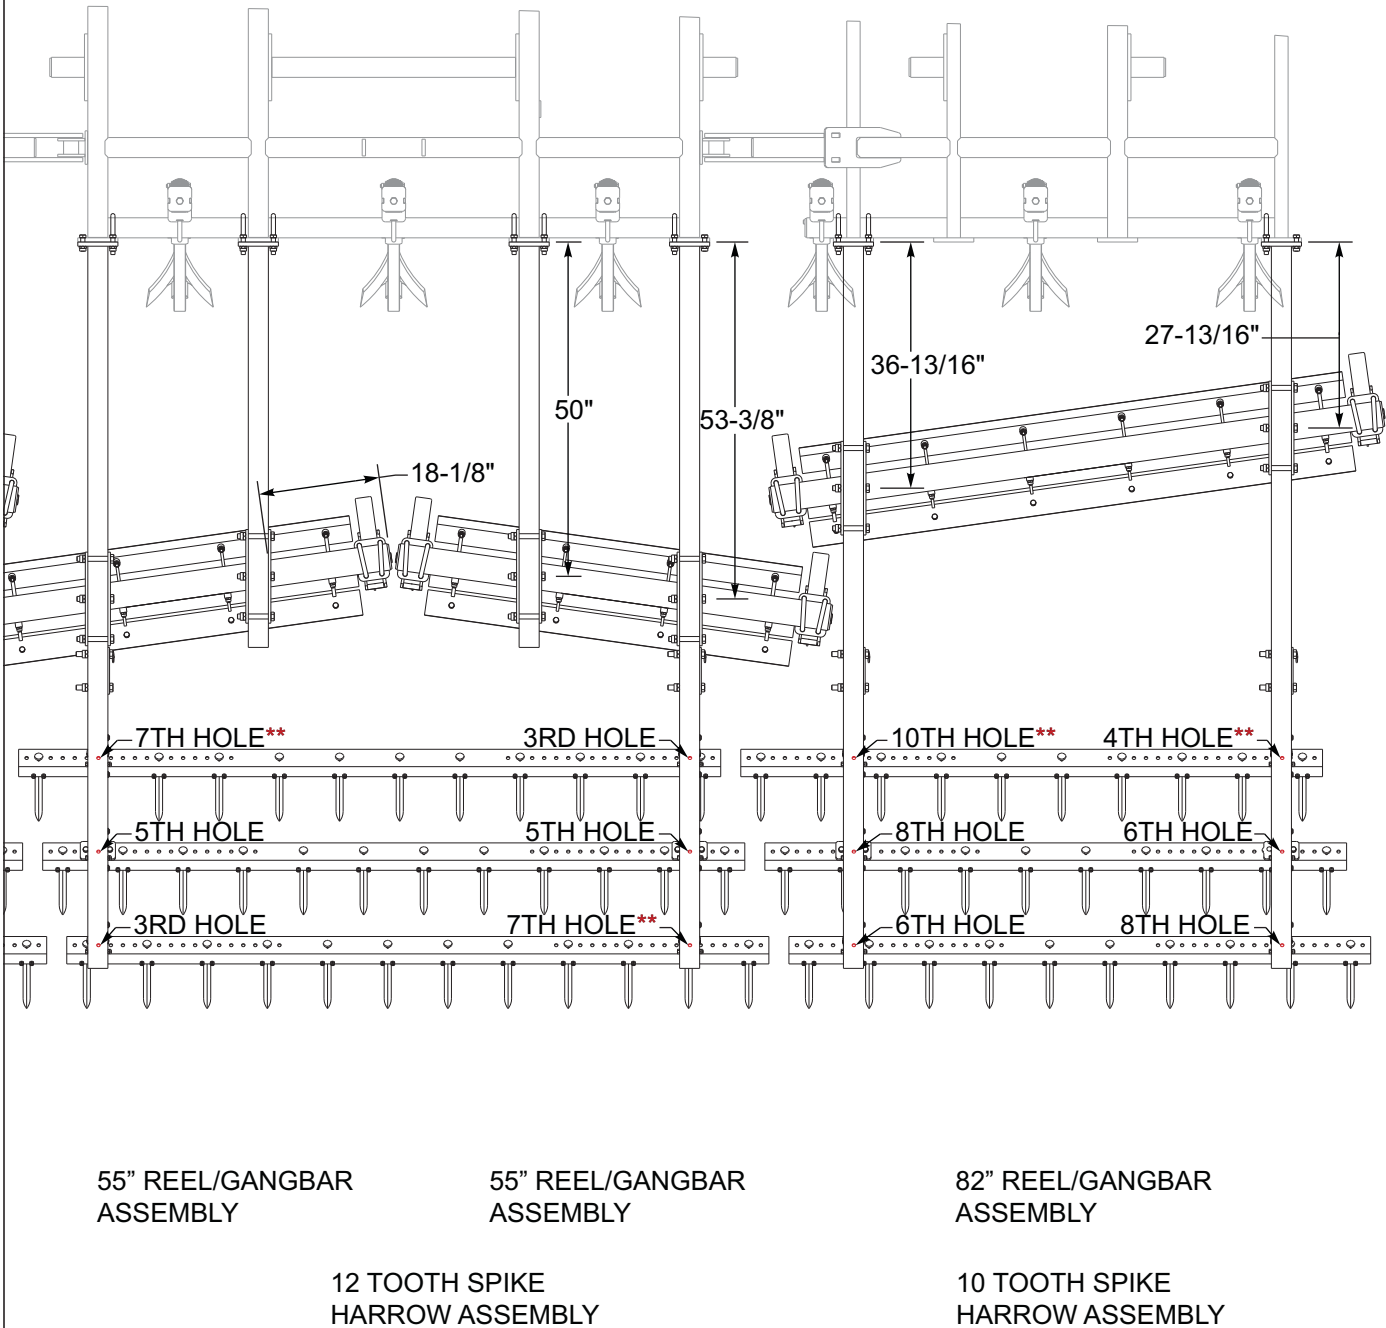 27-13/16"
36-13/16"
50"
53-3/8"
18-1/8"
7TH HOLE** 3RD HOLE 10TH HOLE** 4TH HOLE**
5TH HOLE 5TH HOLE 8TH HOLE 6TH HOLE
3RD HOLE 7TH HOLE** 6TH HOLE 8TH HOLE
55” REEL/GANGBAR
ASSEMBLY
55” REEL/GANGBAR
ASSEMBLY
82” REEL/GANGBAR
ASSEMBLY
12 TOOTH SPIKE
HARROW ASSEMBLY
10 TOOTH SPIKE
HARROW ASSEMBLY